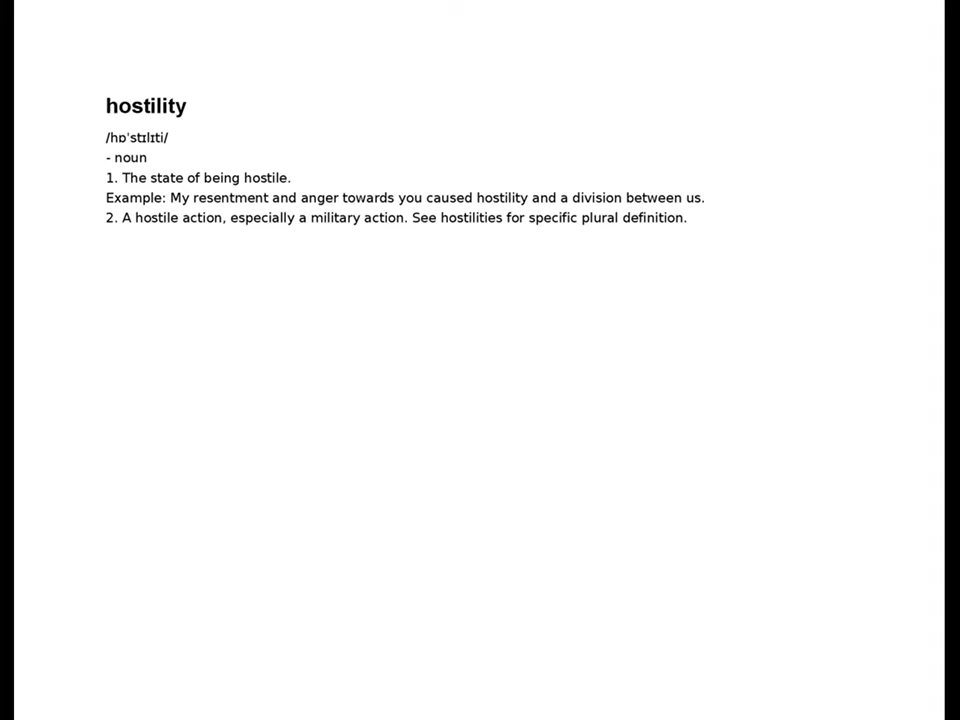 hostility
/hɒˈstɪlɪti/
- noun
1. The state of being hostile.
Example: My resentment and anger towards you caused hostility and a division between us.
2. A hostile action, especially a military action. See hostilities for specific plural definition.